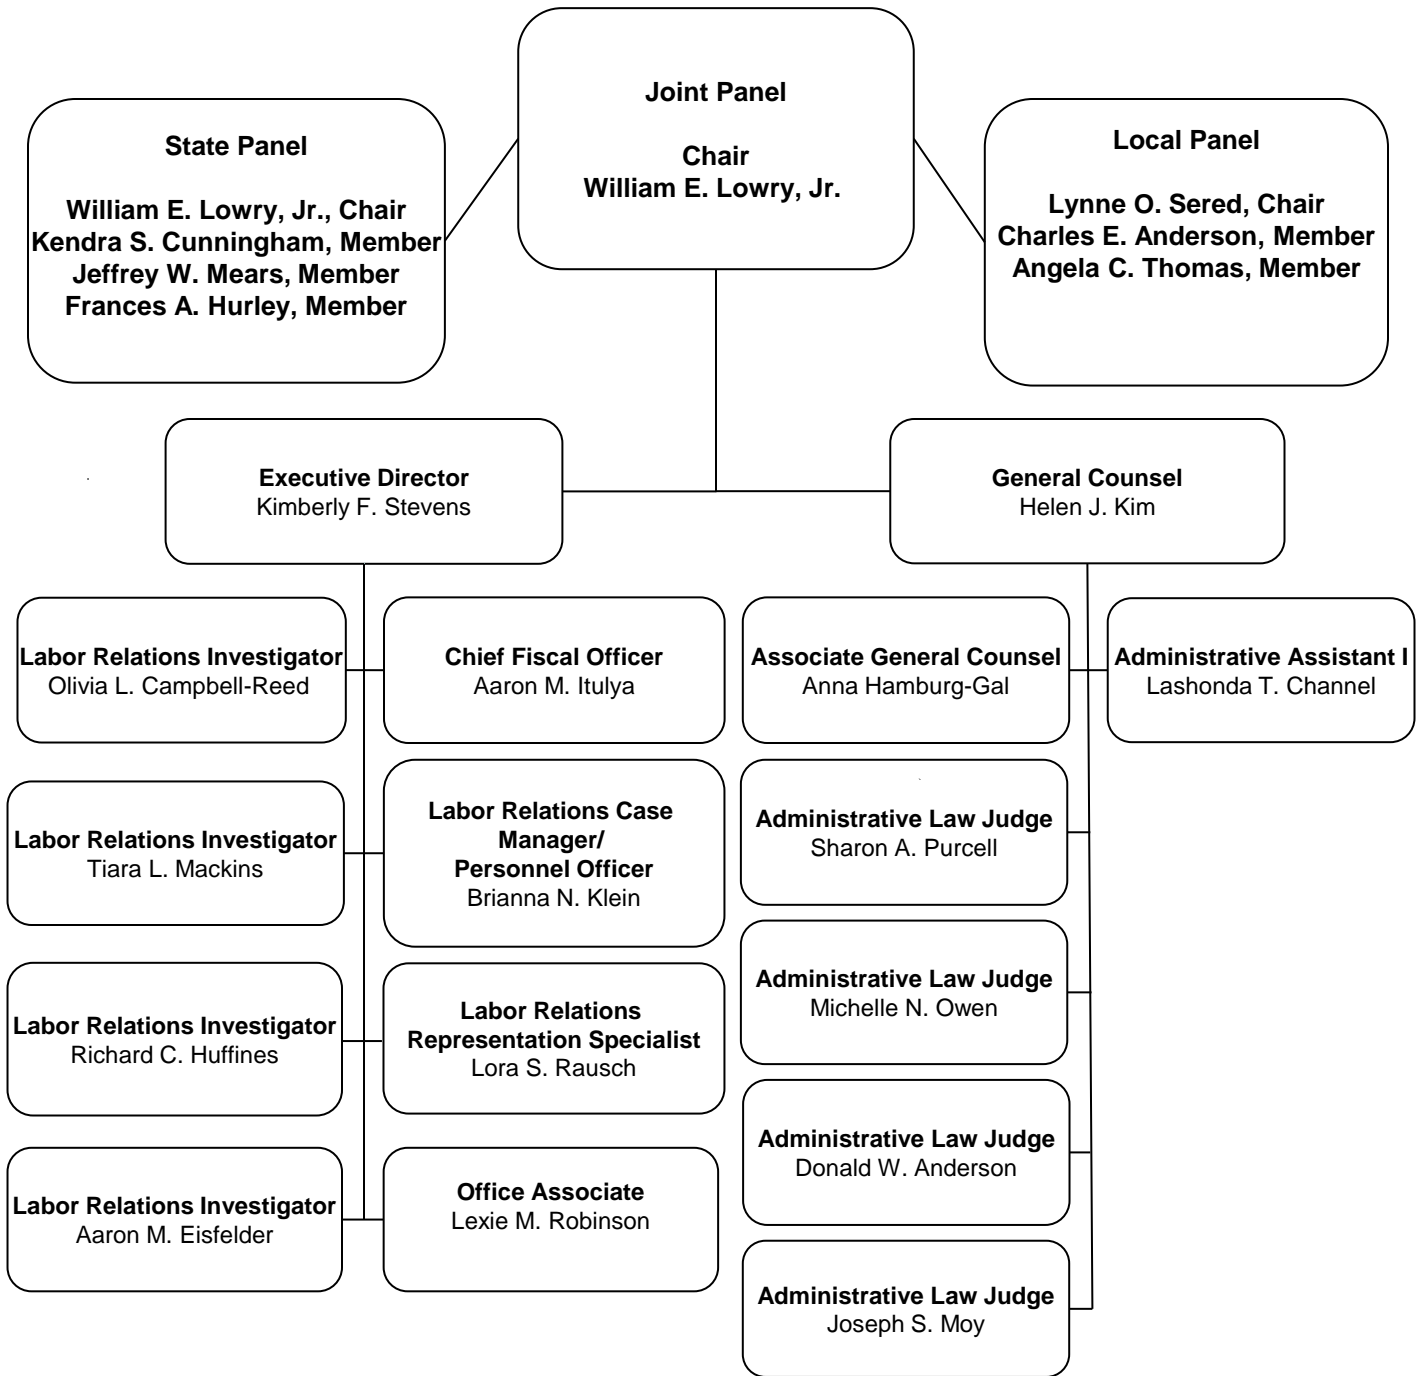 Joint Panel
Chair
William E. Lowry, Jr.
State Panel
William E. Lowry, Jr., Chair
Kendra S. Cunningham, Member
Jeffrey W. Mears, Member
Frances A. Hurley, Member
Local Panel
Lynne O. Sered, Chair
Charles E. Anderson, Member
Angela C. Thomas, Member
Executive Director
Kimberly F. Stevens
General Counsel
Helen J. Kim
Labor Relations Investigator
Olivia L. Campbell-Reed
Chief Fiscal Officer
Aaron M. Itulya
Associate General Counsel
Anna Hamburg-Gal
Administrative Assistant I
Lashonda T. Channel
Labor Relations Investigator
Tiara L. Mackins
Labor Relations Case
Manager/
Personnel Officer
Brianna N. Klein
Administrative Law Judge
Sharon A. Purcell
Labor Relations Investigator
Richard C. Huffines
Labor Relations
Representation Specialist
Lora S. Rausch
Administrative Law Judge
Michelle N. Owen
Administrative Law Judge
Donald W. Anderson
Labor Relations Investigator
Aaron M. Eisfelder
Office Associate
Lexie M. Robinson
Administrative Law Judge
Joseph S. Moy